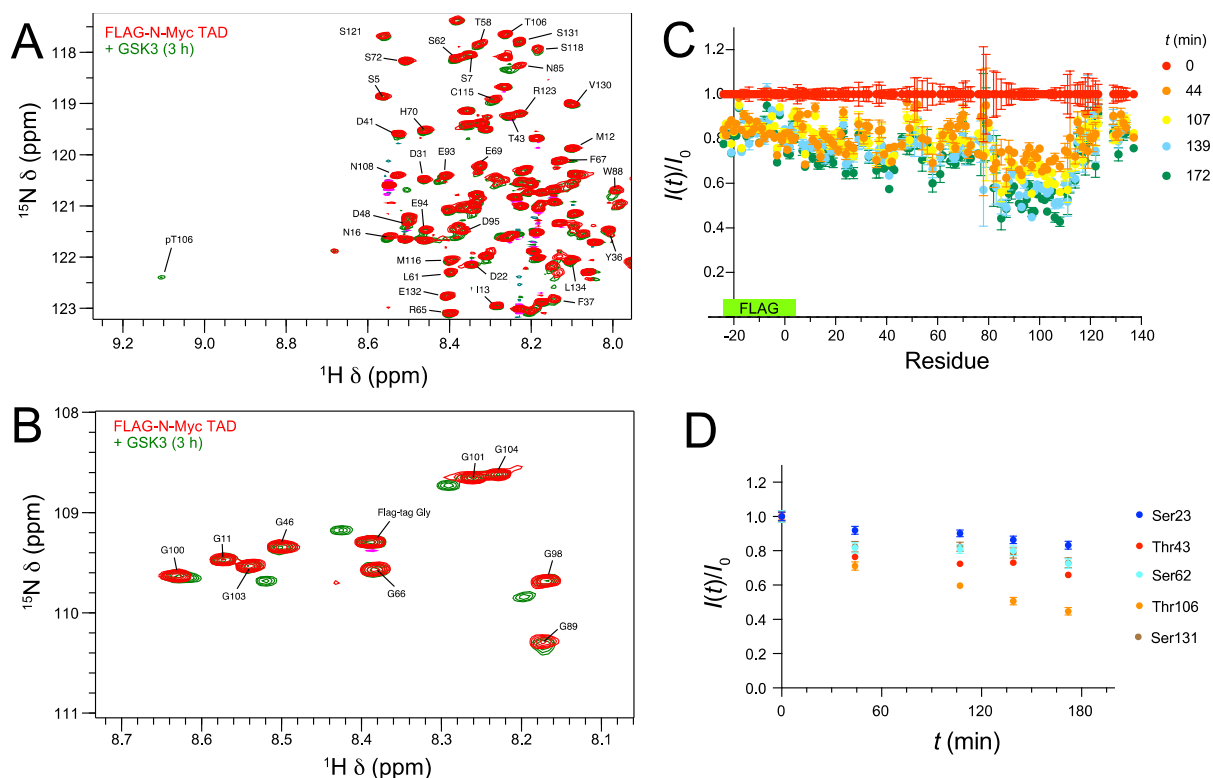 A
FLAG-N-Myc TAD
+ GSK3 (3 h)
S121
S72
S5
S62
T58
T106
S131
S118
S7
N85
C115
R123
V130
D41
H70
T43
M12
N108
D31
E93
E69
F67
W88
E94
D48
D95
N16
pT106
Y36
M116
D22
L61
L134
E132
I13
F37
R65
118
119
120
121
122
123
9.2
9.0
8.8
8.6
8.4
8.2
8.0
¹⁵N δ (ppm)
¹H δ (ppm)
B
FLAG-N-Myc TAD
+ GSK3 (3 h)
G101
G104
Flag-tag Gly
G46
G11
G100
G103
G66
G98
G89
108
109
110
111
8.7
8.6
8.5
8.4
8.3
8.2
8.1
¹⁵N δ (ppm)
¹H δ (ppm)
C
t (min)
0
44
107
139
172
1.2
1.0
0.8
0.6
0.4
0.2
I(t)/I₀
FLAG
-20
0
20
40
60
80
100
120
140
Residue
D
1.2
1.0
0.8
0.6
0.4
0.2
0.0
I(t)/I₀
Ser23
Thr43
Ser62
Thr106
Ser131
0
60
120
180
t (min)